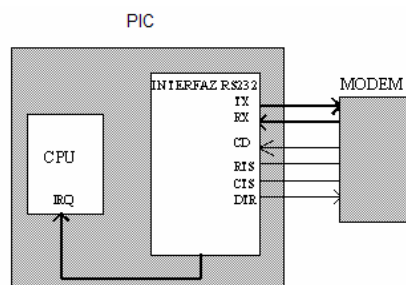 PIC
INTERFAZ RS232
MODEM
TX
RX
CD
RTS
CTS
DTR
CPU
IRQ